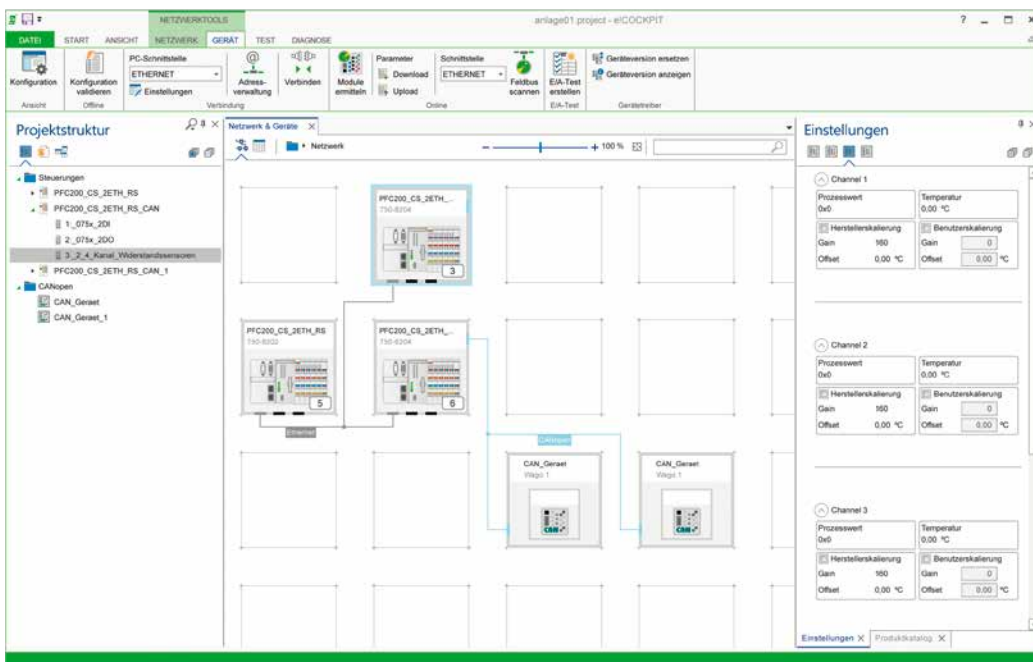 NETZWERKTOOLS
anlage01.project - e!COCKPIT
?
DATEI START ANSICHT NETZWERK GERÄT TEST DIAGNOSE
Konfiguration
Ansicht
Konfiguration validieren
Offline
PC-Schnittstelle
ETHERNET
Einstellungen
Adress-
verwaltung
Verbinden
Verbindung
Module
ermitteln
Parameter
Download
Upload
Schnittstelle
ETHERNET
Feldbus
scannen
Online
E/A-Test
erstellen
E/A-Test
Geräteversion ersetzen
Geräteversion anzeigen
Gerätetreiber
Projektstruktur
Steuerungen
PFC200_CS_2ETH_RS
PFC200_CS_2ETH_RS_CAN
1:_075x_2DI
2:_075x_2DO
3_2_4_Kanal_Widerstandssensoren
PFC200_CS_2ETH_RS_CAN_1
CANopen
CAN_Geraet
CAN_Geraet_1
Netzwerk & Geräte X
Netzwerk
100 %
PFC200_CS_2ETH_...
750-8204
3
PFC200_CS_2ETH_RS
750-8202
5
PFC200_CS_2ETH_...
750-8204
6
Ethernet
CANopen
CAN_Geraet
Wago 1
CAN
CAN_Geraet
Wago 1
CAN
Einstellungen
Channel 1
Prozesswert Temperatur
0x0 0,00 °C
Herstellerskalierung Benutzerskalierung
Gain 160 Gain 0
Offset 0,00 °C Offset 0,00 °C
Channel 2
Prozesswert Temperatur
0x0 0,00 °C
Herstellerskalierung Benutzerskalierung
Gain 160 Gain 0
Offset 0,00 °C Offset 0,00 °C
Channel 3
Prozesswert Temperatur
0x0 0,00 °C
Herstellerskalierung Benutzerskalierung
Gain 160 Gain 0
Offset 0,00 °C Offset 0,00 °C
Einstellungen X Produktkatalog X